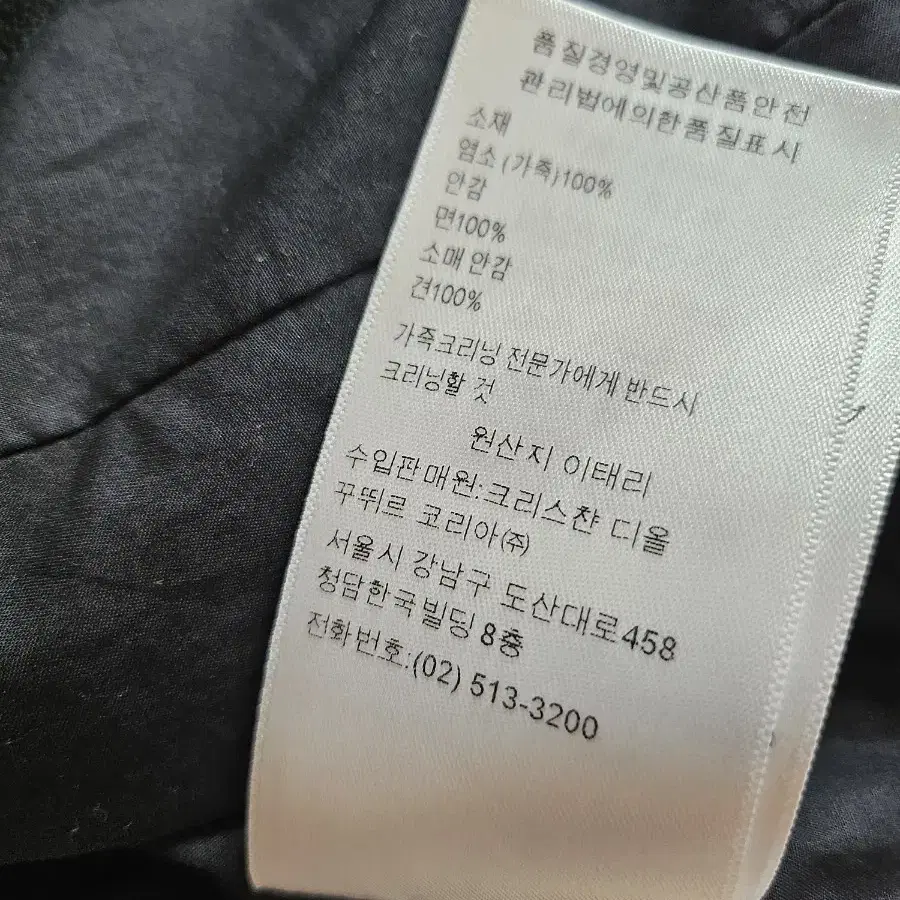 품질경영및공산품안전
관리법에의한품질표시
소재
염소 (가죽)100%
안감
면100%
소매 안감
견100%
가죽크리닝 전문가에게 반드시
크리닝할 것
원산지 이태리
수입판매원:크리스챤 디올
꾸뛰르 코리아㈜
서울시 강남구 도산대로458
청담한국빌딩 8층
전화번호:(02) 513-3200